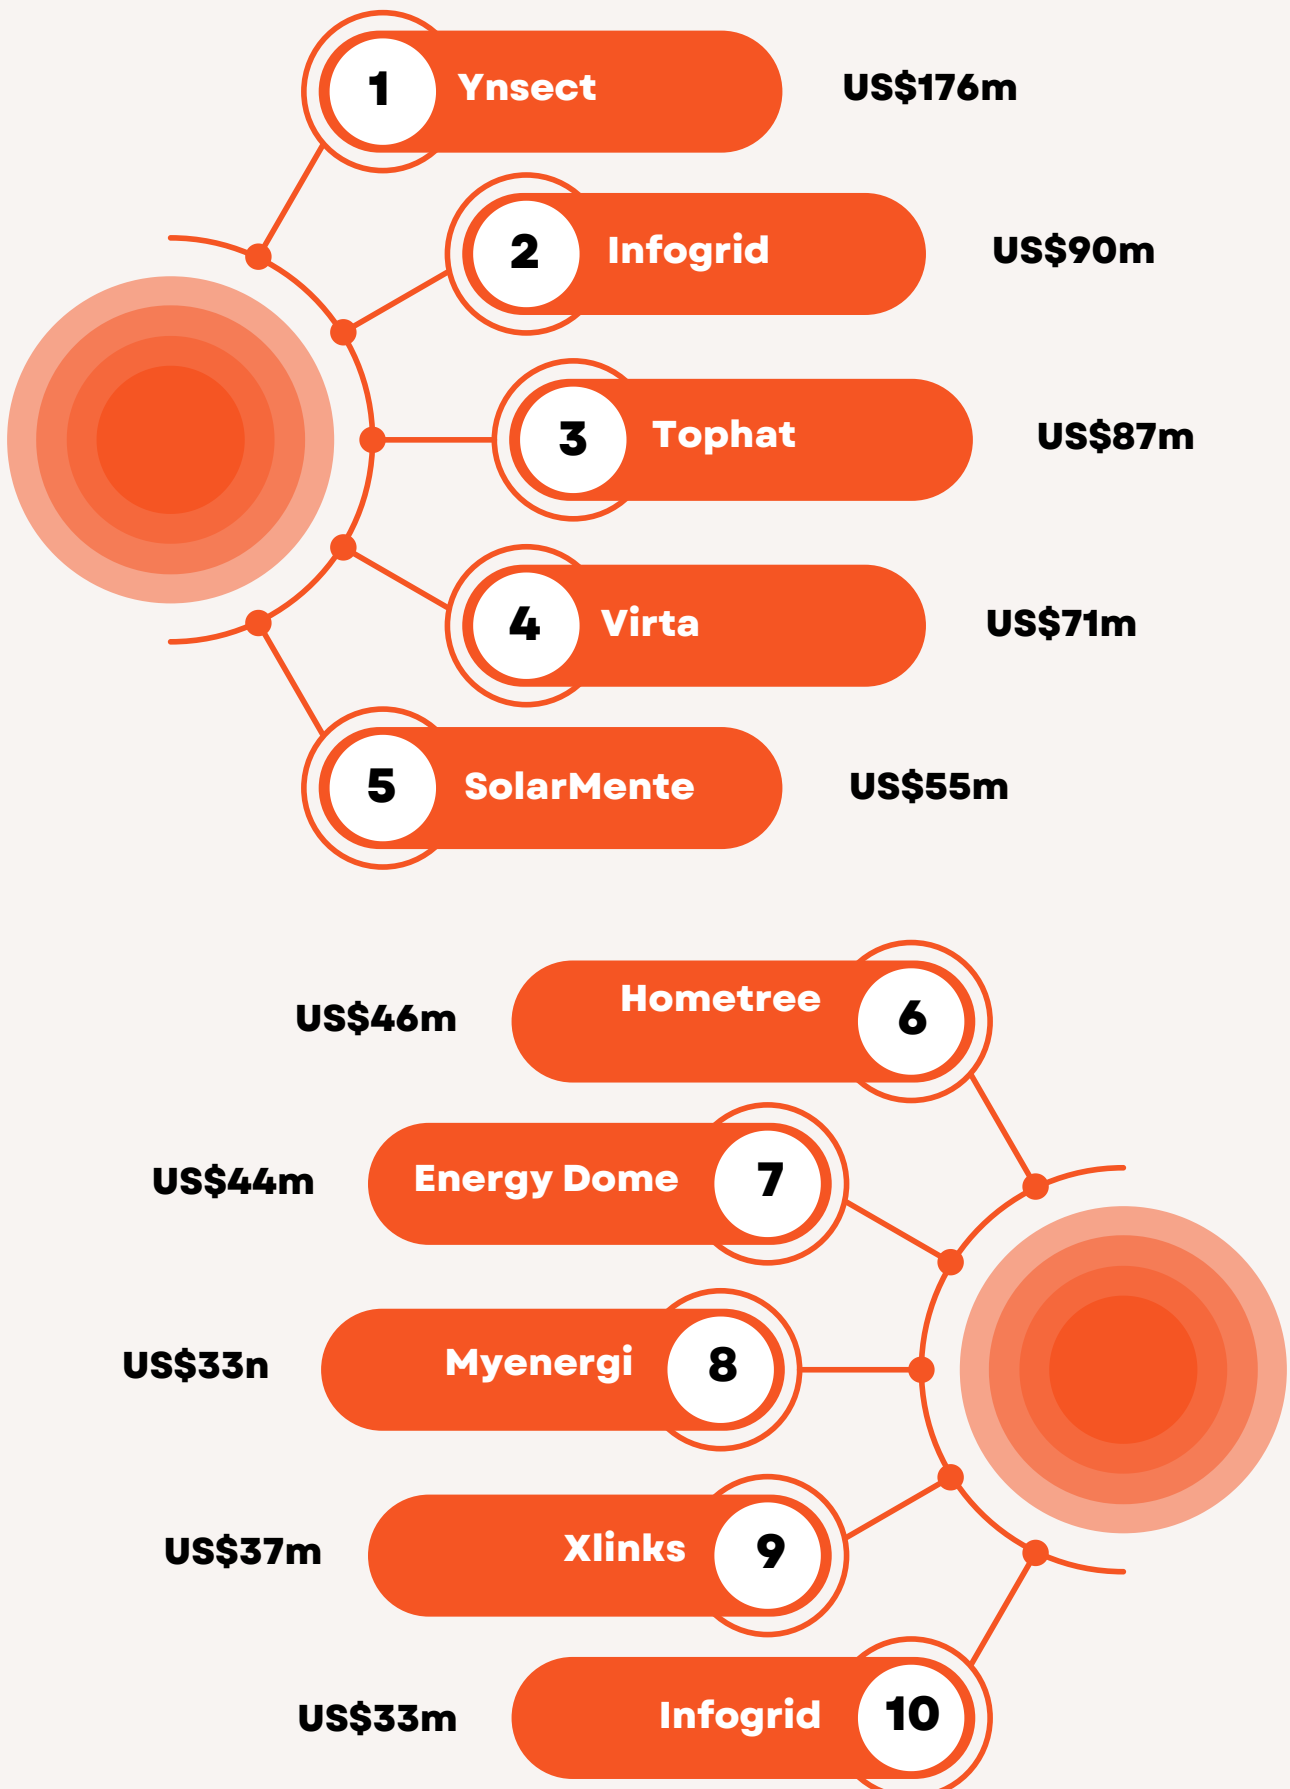 1 Ynsect US$176m
2 Infogrid US$90m
3 Tophat US$87m
4 Virta US$71m
5 SolarMente US$55m
US$46m Hometree 6
US$44m Energy Dome 7
US$33n Myenergi 8
US$37m Xlinks 9
US$33m Infogrid 10